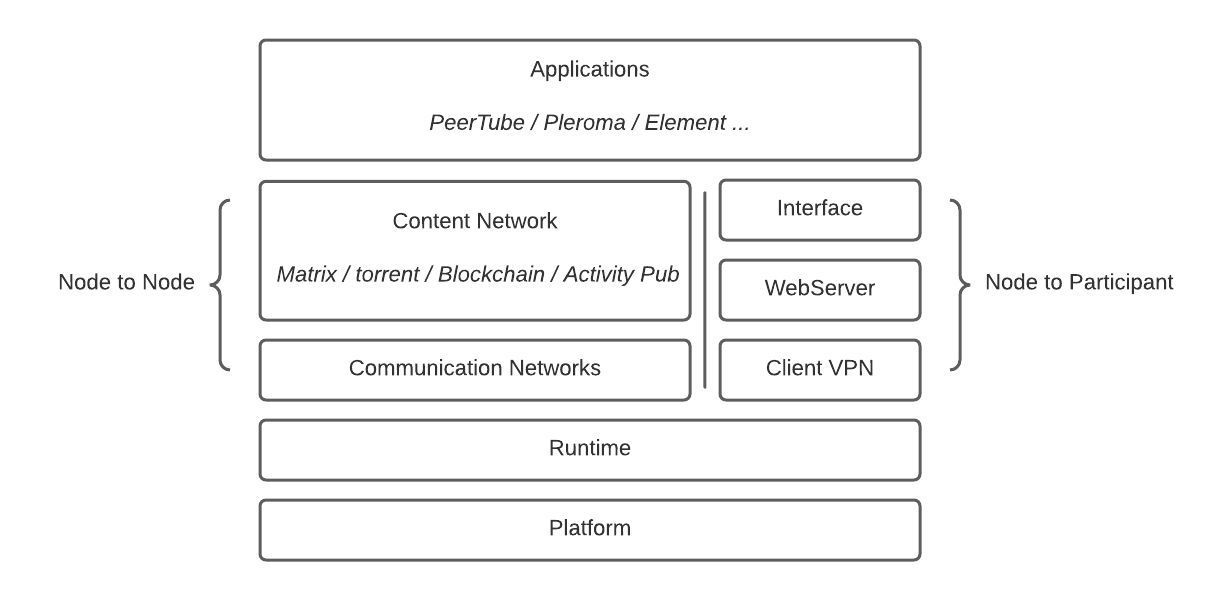 Applications
PeerTube / Pleroma / Element ...
Node to Node
Content Network
Matrix / torrent / Blockchain / Activity Pub
Communication Networks
Interface
WebServer
Client VPN
Node to Participant
Runtime
Platform